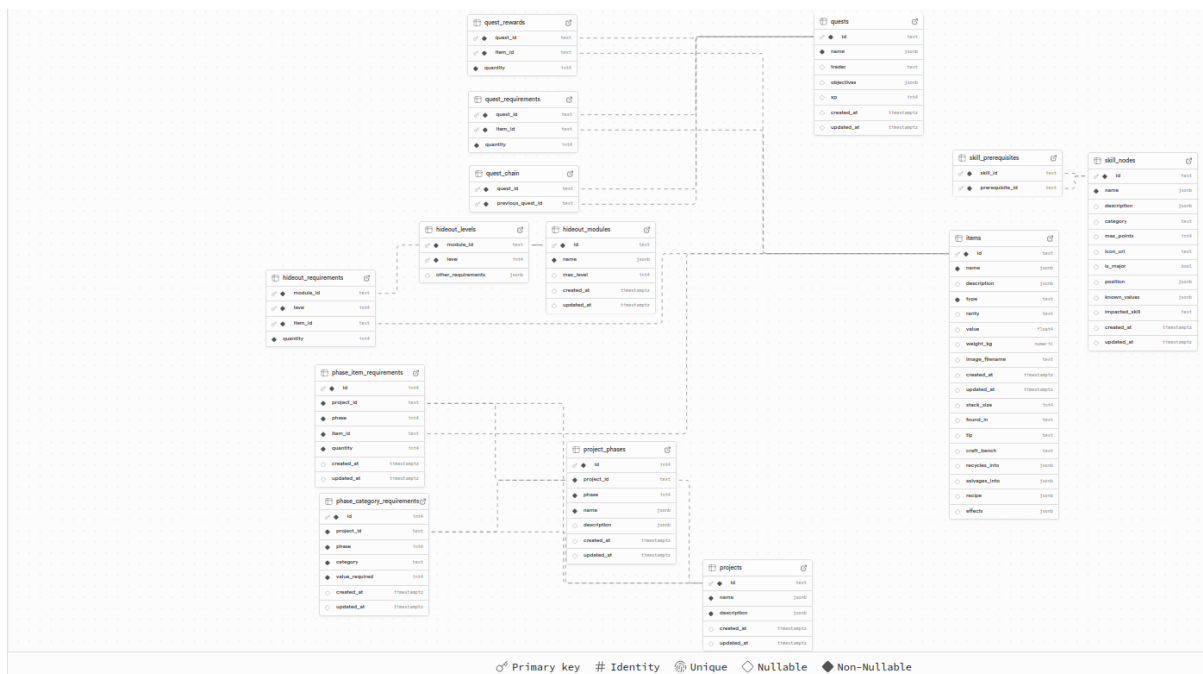 quest_rewards
quest_id text
item_id text
quantity int4
quests
id text
name jsonb
trader text
objectives jsonb
xp int4
created_at timestamptz
updated_at timestamptz
quest_requirements
quest_id text
item_id text
quantity int4
quest_chain
quest_id text
previous_quest_id text
skill_prerequisites
skill_id text
prerequisite_id text
skill_nodes
id text
name jsonb
description jsonb
category text
max_points int4
icon_url text
is_major text
position jsonb
known_values jsonb
impacted_skill text
created_at timestamptz
updated_at timestamptz
hideout_levels
module_id text
level int4
other_requirements jsonb
hideout_modules
id text
name jsonb
max_level int4
created_at timestamptz
updated_at timestamptz
items
id text
name jsonb
description jsonb
type text
rarity text
value float4
weight_kg numeric
image_filename text
created_at timestamptz
updated_at timestamptz
stack_size int4
found_in text
tip text
craft_bench text
recycles_into jsonb
salvages_into jsonb
recipe jsonb
effects jsonb
hideout_requirements
module_id text
level int4
item_id text
quantity int4
phase_item_requirements
id int4
project_id text
phase int4
item_id text
quantity int4
created_at timestamptz
updated_at timestamptz
project_phases
id int4
project_id text
phase int4
name jsonb
description jsonb
created_at timestamptz
updated_at timestamptz
phase_category_requirements
id int4
project_id text
phase int4
category text
value_required int4
created_at timestamptz
updated_at timestamptz
projects
id text
name jsonb
description jsonb
created_at timestamptz
updated_at timestamptz
Primary key # Identity Unique Nullable Non-Nullable